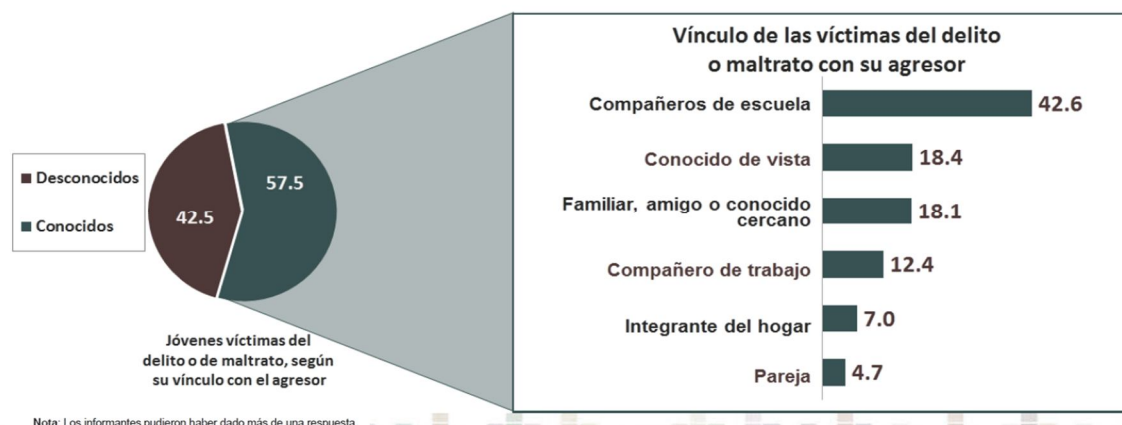 Desconocidos
Conocidos
57.5
42.5
Jóvenes víctimas del
delito o de maltrato, según
su vínculo con el agresor
Vínculo de las víctimas del delito
o maltrato con su agresor
Compañeros de escuela 42.6
Conocido de vista 18.4
Familiar, amigo o conocido
cercano 18.1
Compañero de trabajo 12.4
Integrante del hogar 7.0
Pareja 4.7
Nota: Los informantes pudieron haber dado más de una respuesta